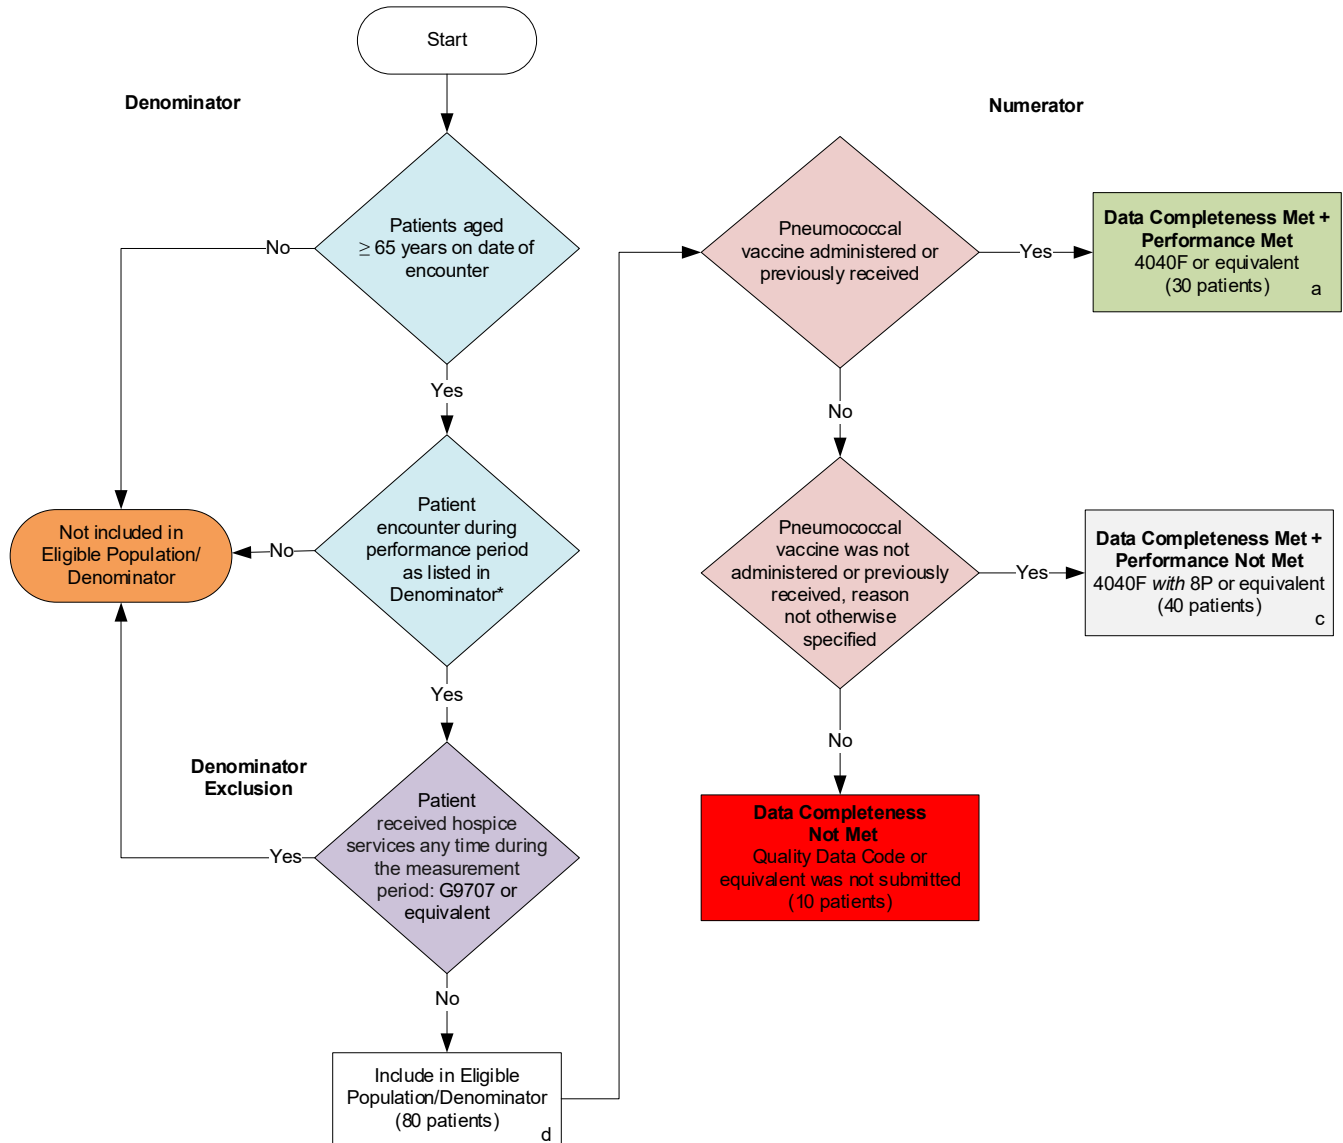 Start
Denominator
Numerator
Patients aged
≥ 65 years on date of
encounter
No
Yes
Patient
encounter during
performance period
as listed in
Denominator*
No
Not included in
Eligible Population/
Denominator
Yes
Denominator
Exclusion
Patient
received hospice
services any time during
the measurement
period: G9707 or
equivalent
Yes
No
Include in Eligible
Population/Denominator
(80 patients)
d
Pneumococcal
vaccine administered or
previously received
Yes
Data Completeness Met +
Performance Met
4040F or equivalent
(30 patients)
a
No
Pneumococcal
vaccine was not
administered or previously
received, reason
not otherwise
specified
Yes
Data Completeness Met +
Performance Not Met
4040F with 8P or equivalent
(40 patients)
c
No
Data Completeness
Not Met
Quality Data Code or
equivalent was not submitted
(10 patients)